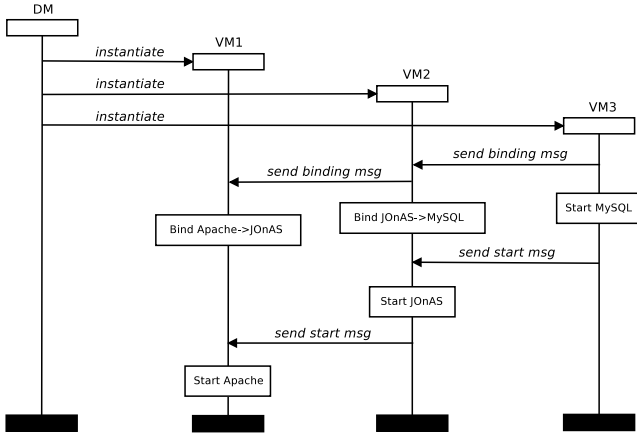 DM
VM1
instantiate
VM2
instantiate
VM3
instantiate
send binding msg
send binding msg
Start MySQL
Bind JOnAS->MySQL
Bind Apache->JOnAS
send start msg
Start JOnAS
send start msg
Start Apache